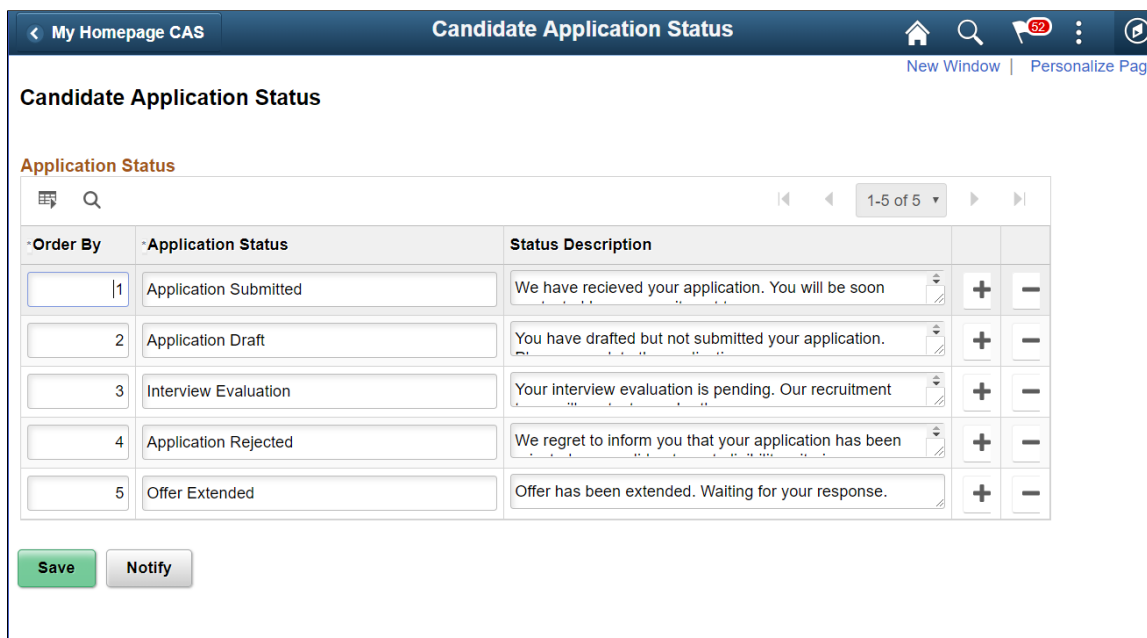 My Homepage CAS
Candidate Application Status
52
New Window | Personalize Pag
Candidate Application Status
Application Status
1-5 of 5
*Order By *Application Status Status Description
1 Application Submitted We have recieved your application. You will be soon
2 Application Draft You have drafted but not submitted your application.
3 Interview Evaluation Your interview evaluation is pending. Our recruitment
4 Application Rejected We regret to inform you that your application has been
5 Offer Extended Offer has been extended. Waiting for your response.
Save Notify